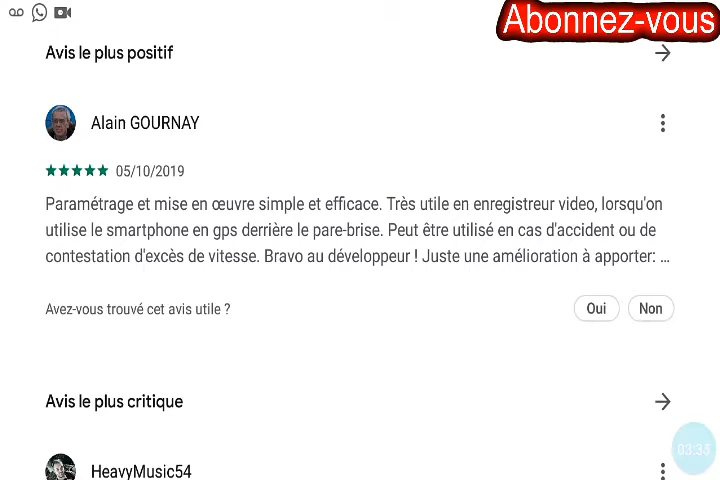 Abonnez-vous
Avis le plus positif
Alain GOURNAY
05/10/2019
Paramétrage et mise en œuvre simple et efficace. Très utile en enregistreur video, lorsqu'on
utilise le smartphone en gps derrière le pare-brise. Peut être utilisé en cas d'accident ou de
contestation d'excès de vitesse. Bravo au développeur ! Juste une amélioration à apporter: ...
Avez-vous trouvé cet avis utile ?
Oui
Non
Avis le plus critique
03:33
HeavyMusic54